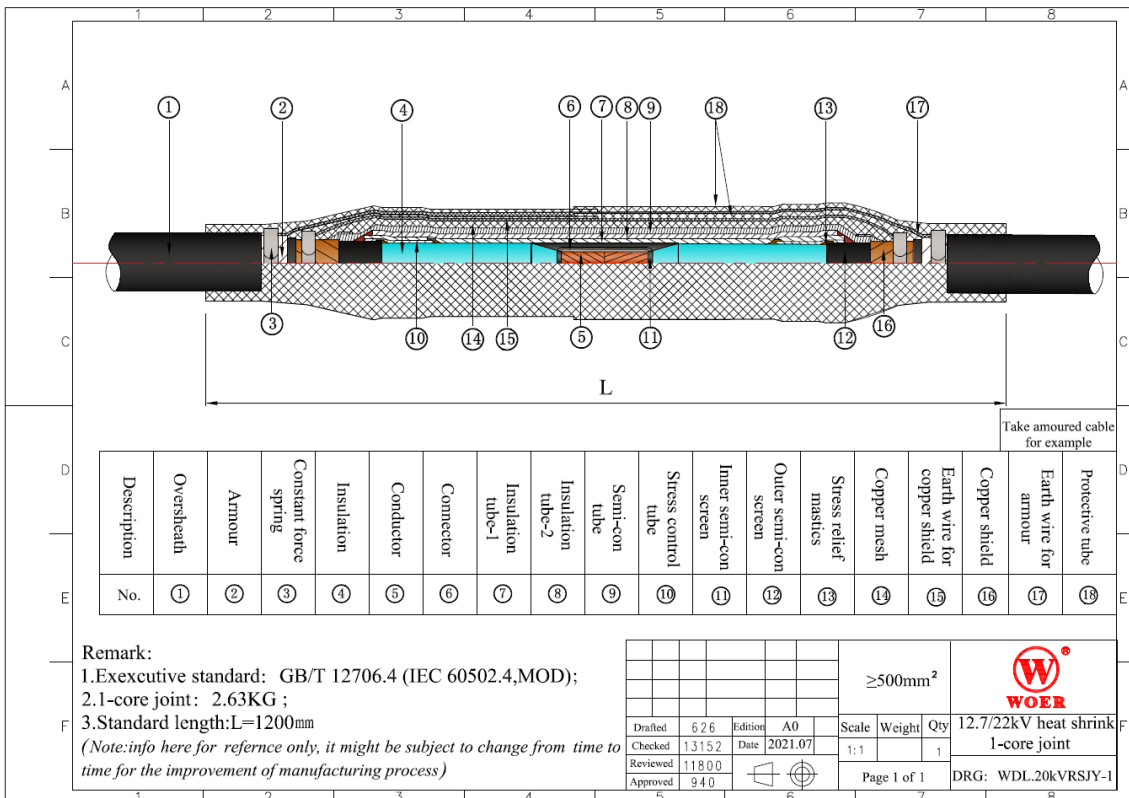 1 2 3 4 5 6 7 8
A A
① ② ④ ⑥ ⑦ ⑧ ⑨ ⑱ ⑬ ⑰
B B
③ ⑩ ⑭ ⑮ ⑤ ⑪ ⑫ ⑯
C C
L
Take amoured cable
for example
D D
Description
Oversheath
Armour
Constant force
spring
Insulation
Conductor
Connector
Insulation
tube-1
Insulation
tube-2
Semi-con
tube
Stress control
tube
Inner semi-con
screen
Outer semi-con
screen
Stress relief
mastics
Copper mesh
Earth wire for
copper shield
Copper shield
Earth wire for
armour
Protective tube
E E
No. ① ② ③ ④ ⑤ ⑥ ⑦ ⑧ ⑨ ⑩ ⑪ ⑫ ⑬ ⑭ ⑮ ⑯ ⑰ ⑱
Remark:
1.Exexcutive standard: GB/T 12706.4 (IEC 60502.4,MOD);
2.1-core joint: 2.63KG ;
3.Standard length:L=1200mm
(Note:info here for refernce only, it might be subject to change from time to
time for the improvement of manufacturing process)
F F
≥500mm²
W ®
WOER
Drafted 626 Edition A0
Checked 13152 Date 2021.07
Reviewed 11800
Approved 940
Scale Weight Qty
1:1 1
Page 1 of 1
12.7/22kV heat shrink
1-core joint
DRG: WDL.20kVRSJY-1
1 2 3 4 5 6 7 8